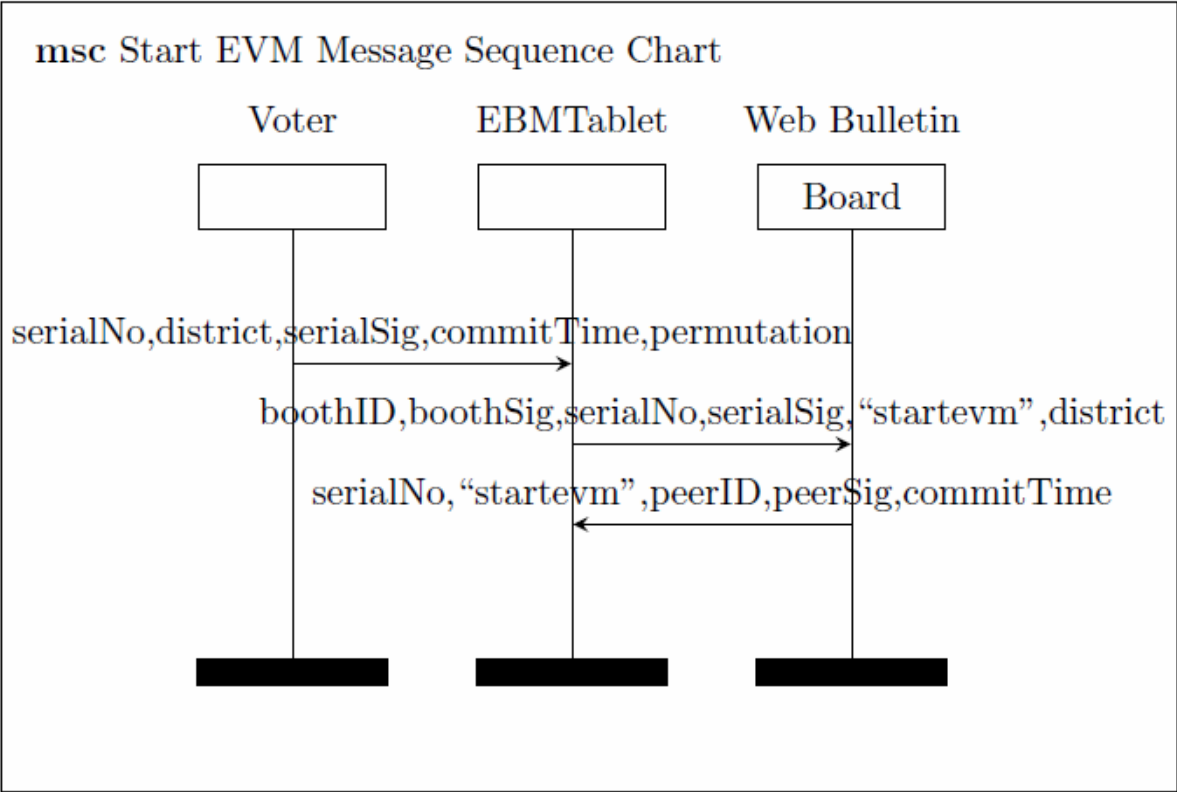 msc Start EVM Message Sequence Chart
Voter EBMTablet Web Bulletin
Board
serialNo,district,serialSig,commitTime,permutation
boothID,boothSig,serialNo,serialSig,“startevm”,district
serialNo,“startevm”,peerID,peerSig,commitTime